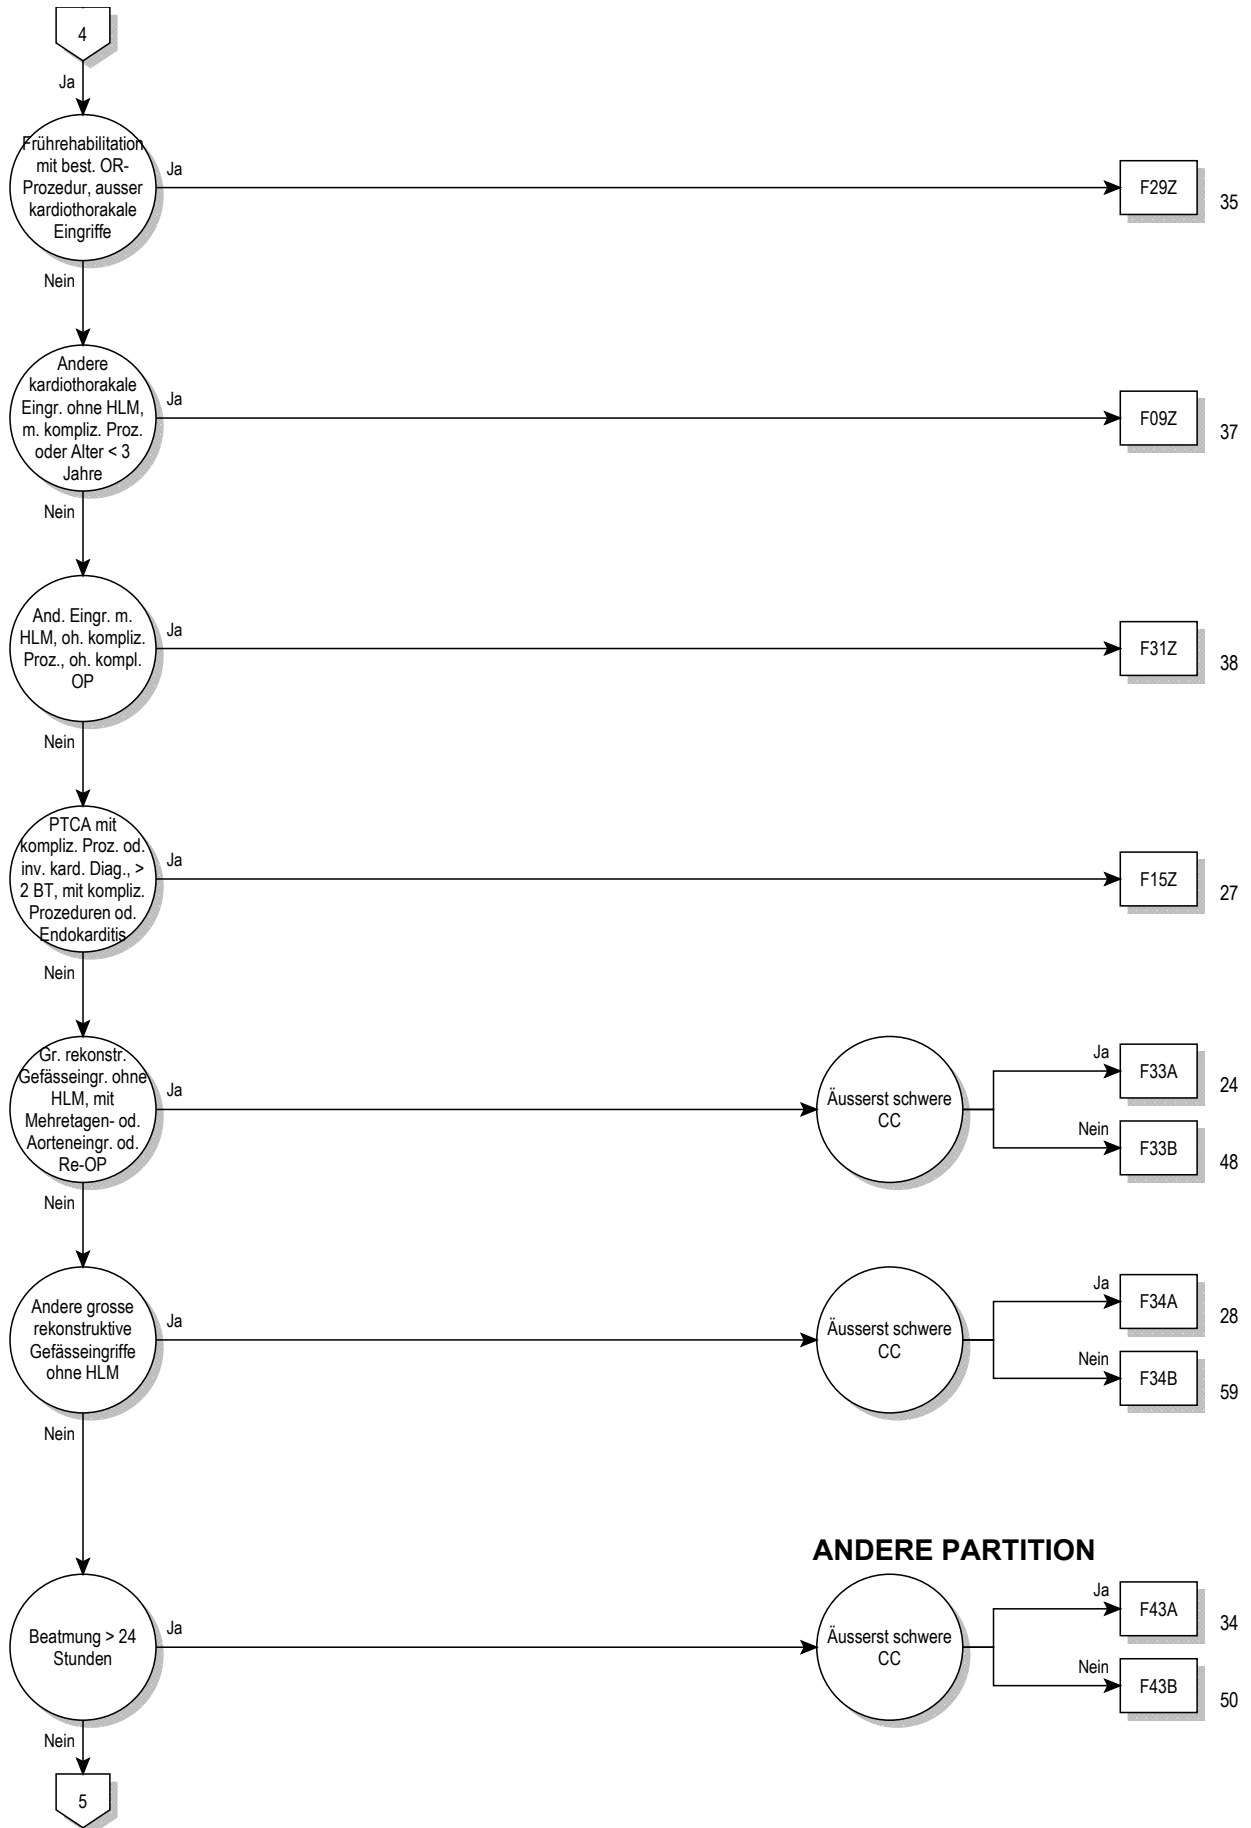 4
Ja
Frührehabilitation
mit best. OR-
Prozedur, ausser
kardiothorakale
Eingriffe
Ja
F29Z
35
Nein
Andere
kardiothorakale
Eingr. ohne HLM,
m. kompliz. Proz.
oder Alter < 3
Jahre
Ja
F09Z
37
Nein
And. Eingr. m.
HLM, oh. kompliz.
Proz., oh. kompl.
OP
Ja
F31Z
38
Nein
PTCA mit
kompliz. Proz. od.
inv. kard. Diag., >
2 BT, mit kompliz.
Prozeduren od.
Endokarditis
Ja
F15Z
27
Nein
Gr. rekonstr.
Gefässeingr. ohne
HLM, mit
Mehretagen- od.
Aorteneingr. od.
Re-OP
Ja
Äusserst schwere
CC
Ja
F33A
24
Nein
F33B
48
Nein
Andere grosse
rekonstruktive
Gefässeingriffe
ohne HLM
Ja
Äusserst schwere
CC
Ja
F34A
28
Nein
F34B
59
Nein
ANDERE PARTITION
Beatmung > 24
Stunden
Ja
Äusserst schwere
CC
Ja
F43A
34
Nein
F43B
50
Nein
5